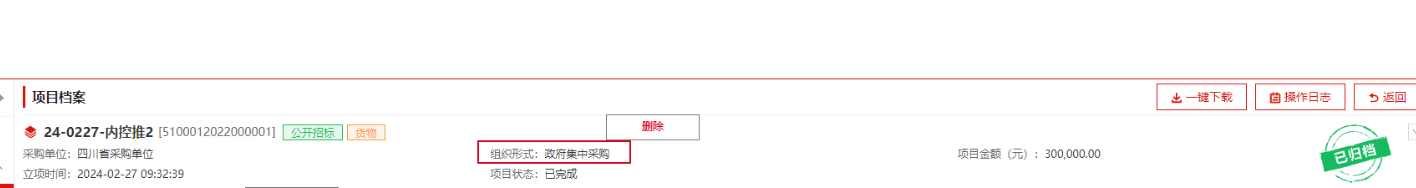 项目档案
一键下载
操作日志
返回
24-0227-内控推2 [5100012022000001] 公开招标 货物
删除
采购单位：四川省采购单位
组织形式：政府集中采购
项目金额（元）：300,000.00
立项时间：2024-02-27 09:32:39
项目状态：已完成
已归档